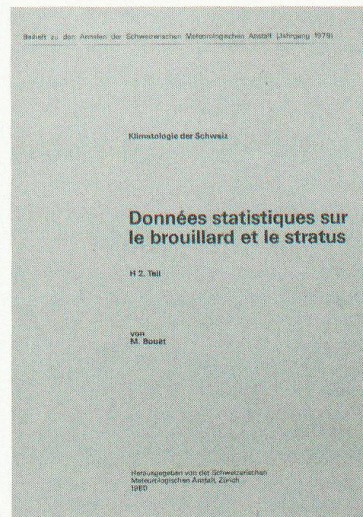 Beiheft zu den Annalen der Schweizerischen Meteorologischen Anstalt (Jahrgang 1979)
Klimatologie der Schweiz
Données statistiques sur
le brouillard et le stratus
H 2. Teil
von
M. Bouët
Herausgegeben von der Schweizerischen
Meteorologischen Anstalt, Zürich
1980